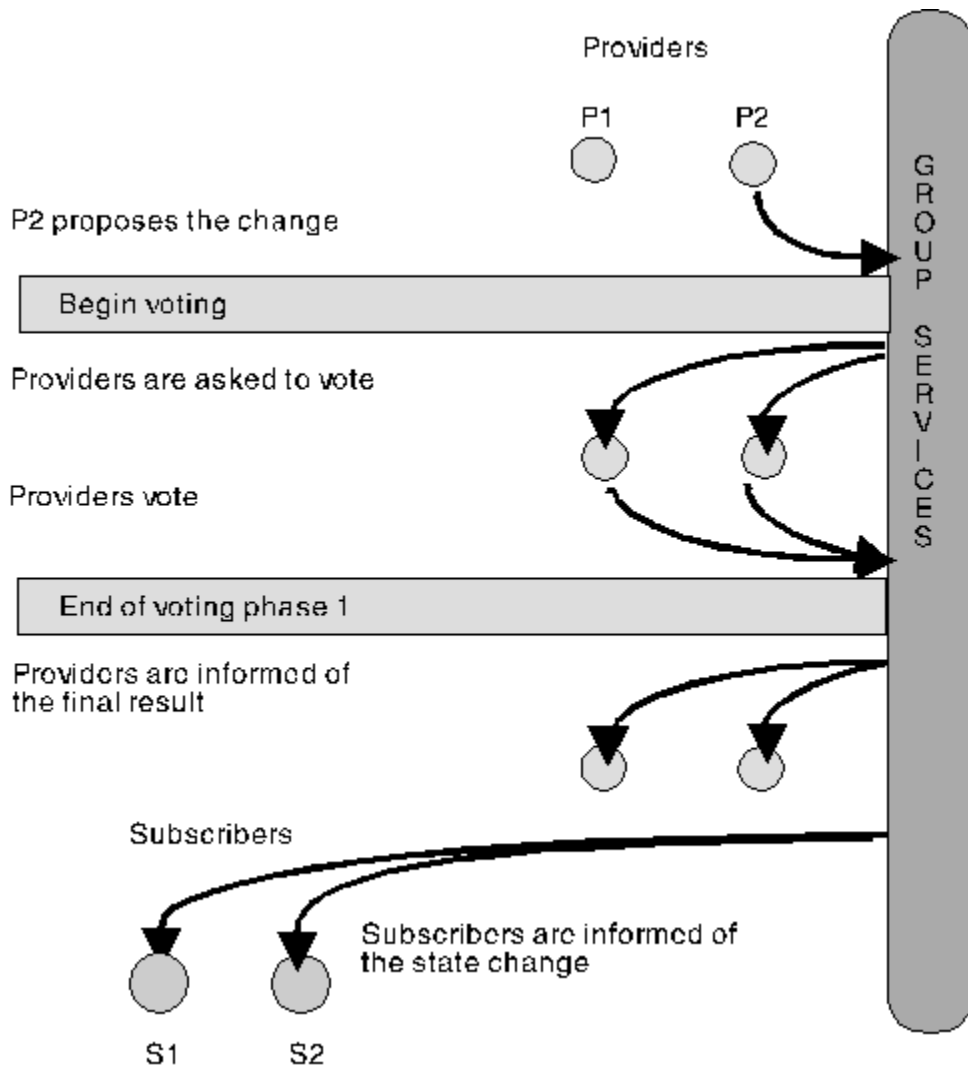 Providers
P1 P2
P2 proposes the change
Begin voting
Providers are asked to vote
Providers vote
End of voting phase 1
Providers are informed of
the final result
Subscribers
Subscribers are informed of
the state change
S1 S2
GROUP SERVICES